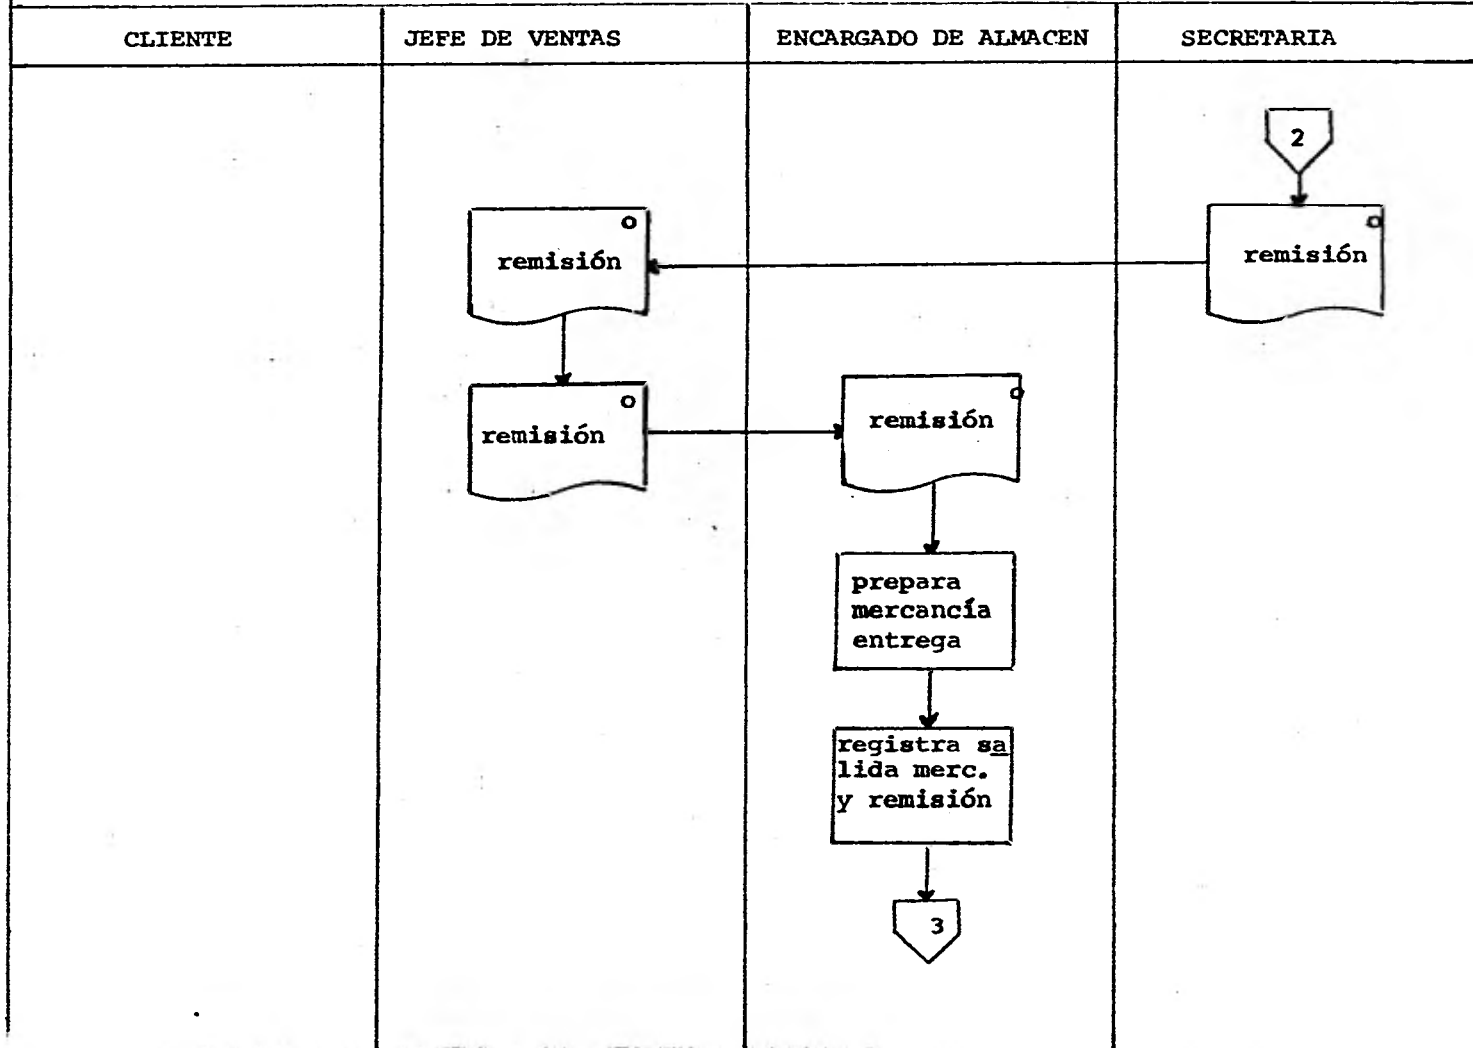 CLIENTE
JEFE DE VENTAS
ENCARGADO DE ALMACEN
SECRETARIA
2
o
remisión
o
remisión
o
remisión
o
remisión
prepara
mercancía
entrega
registra sa
lida merc.
y remisión
3